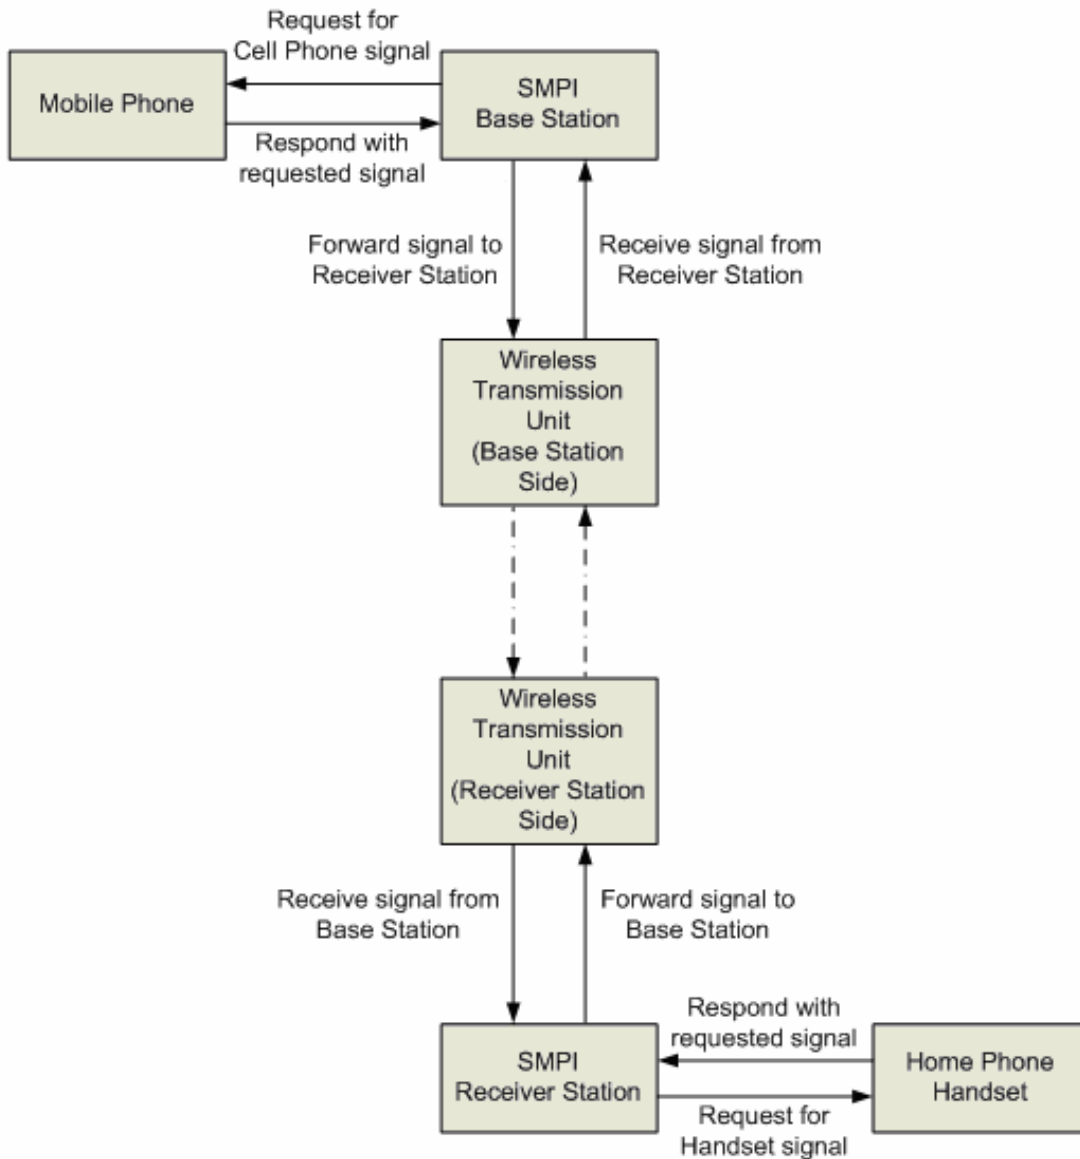 Request for
Cell Phone signal
Mobile Phone
SMPI
Base Station
Respond with
requested signal
Forward signal to
Receiver Station
Receive signal from
Receiver Station
Wireless
Transmission
Unit
(Base Station
Side)
Wireless
Transmission
Unit
(Receiver Station
Side)
Receive signal from
Base Station
Forward signal to
Base Station
Respond with
requested signal
SMPI
Receiver Station
Home Phone
Handset
Request for
Handset signal